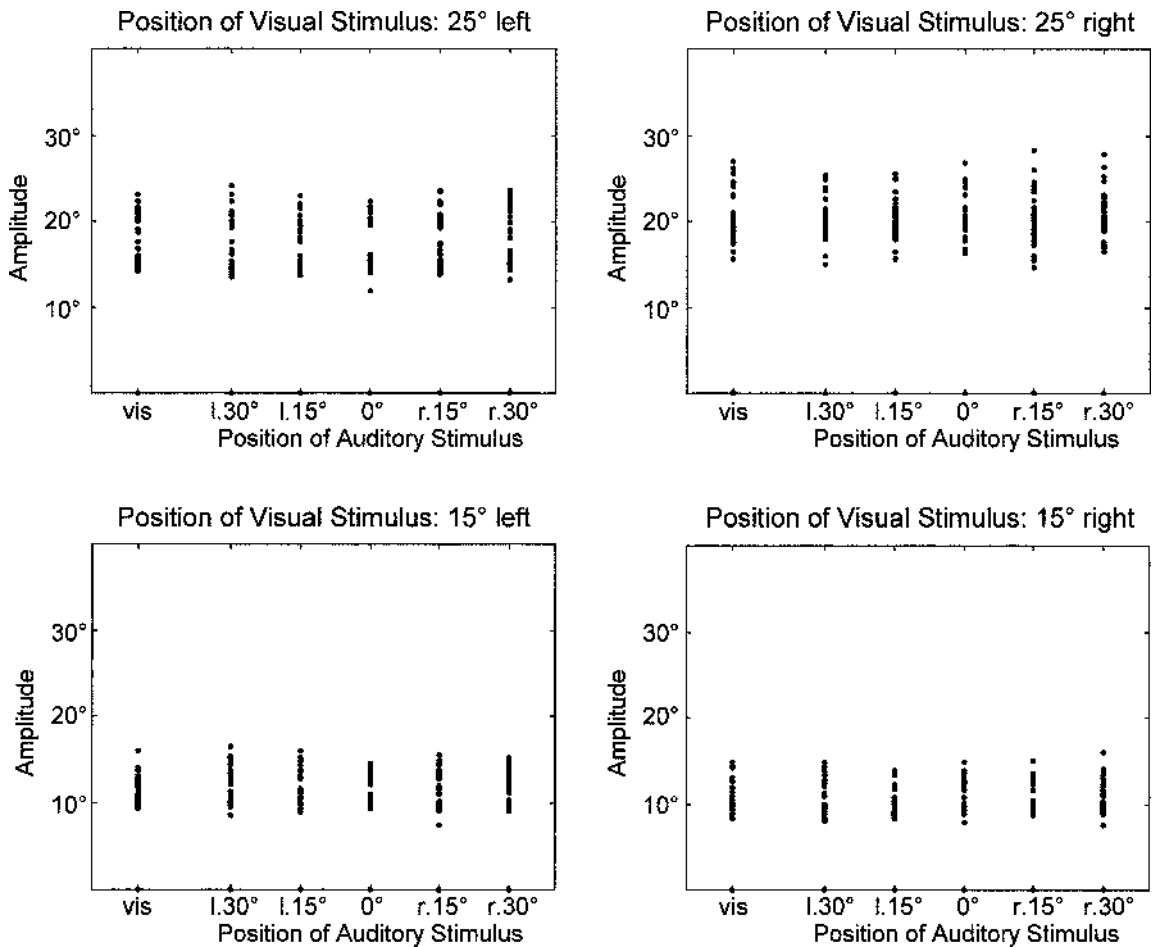 Position of Visual Stimulus: 25° left
Amplitude
30°
20°
10°
vis l.30° l.15° 0° r.15° r.30°
Position of Auditory Stimulus
Position of Visual Stimulus: 25° right
Amplitude
30°
20°
10°
vis l.30° l.15° 0° r.15° r.30°
Position of Auditory Stimulus
Position of Visual Stimulus: 15° left
Amplitude
30°
20°
10°
vis l.30° l.15° 0° r.15° r.30°
Position of Auditory Stimulus
Position of Visual Stimulus: 15° right
Amplitude
30°
20°
10°
vis l.30° l.15° 0° r.15° r.30°
Position of Auditory Stimulus